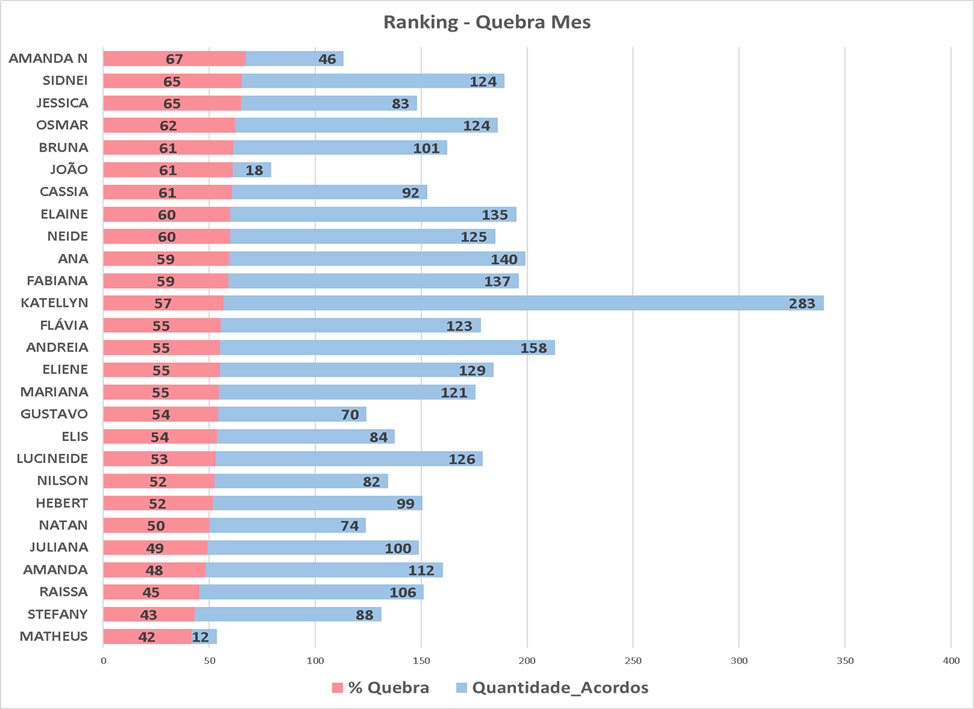 Ranking - Quebra Mes
AMANDA N 67 46
SIDNEI 65 124
JESSICA 65 83
OSMAR 62 124
BRUNA 61 101
JOÃO 61 18
CASSIA 61 92
ELAINE 60 135
NEIDE 60 125
ANA 59 140
FABIANA 59 137
KATELLYN 57 283
FLÁVIA 55 123
ANDREIA 55 158
ELIENE 55 129
MARIANA 55 121
GUSTAVO 54 70
ELIS 54 84
LUCINEIDE 53 126
NILSON 52 82
HEBERT 52 99
NATAN 50 74
JULIANA 49 100
AMANDA 48 112
RAISSA 45 106
STEFANY 43 88
MATHEUS 42 12
0 50 100 150 200 250 300 350 400
% Quebra Quantidade_Acordos